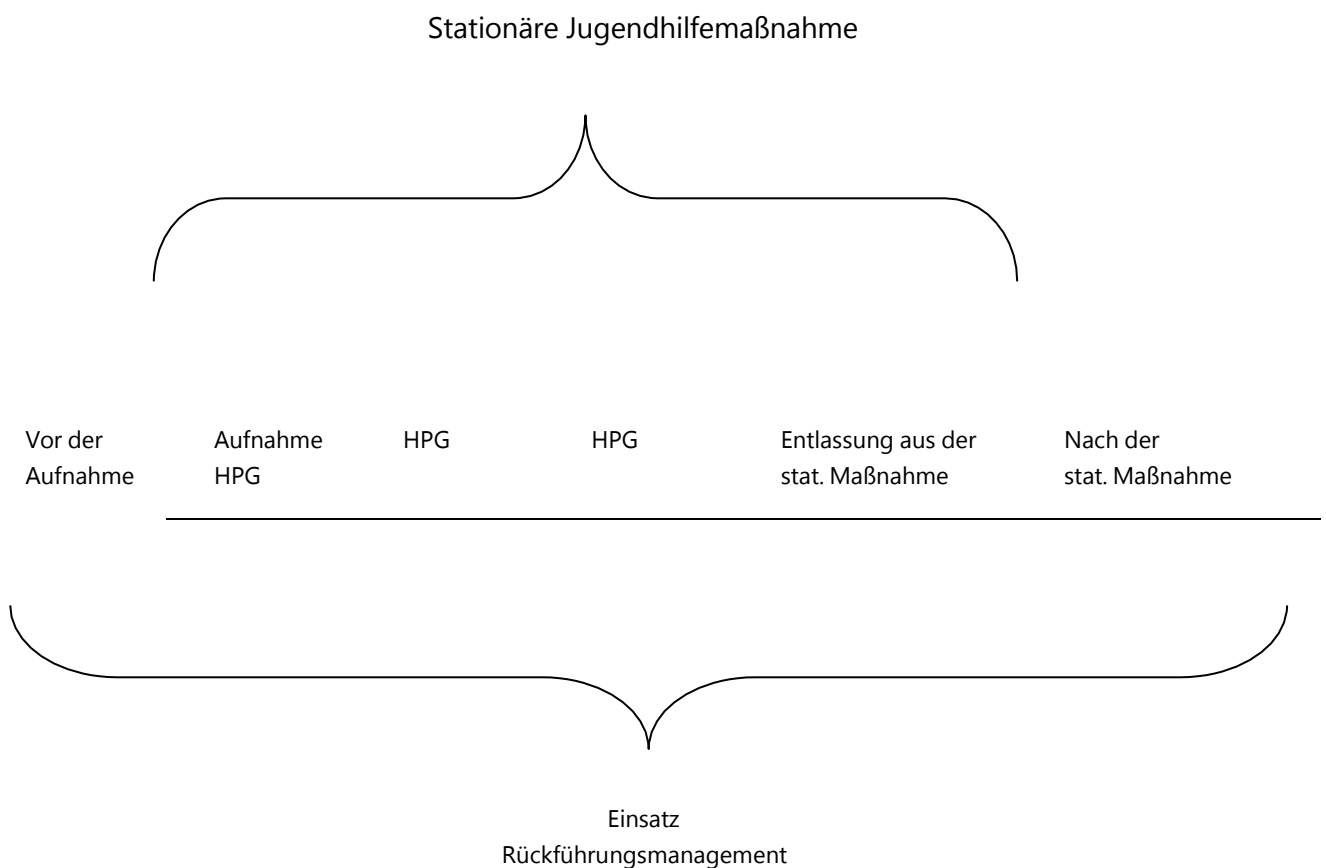 Stationäre Jugendhilfemaßnahme
Vor der
Aufnahme
Aufnahme
HPG
HPG
HPG
Entlassung aus der
stat. Maßnahme
Nach der
stat. Maßnahme
Einsatz
Rückführungsmanagement